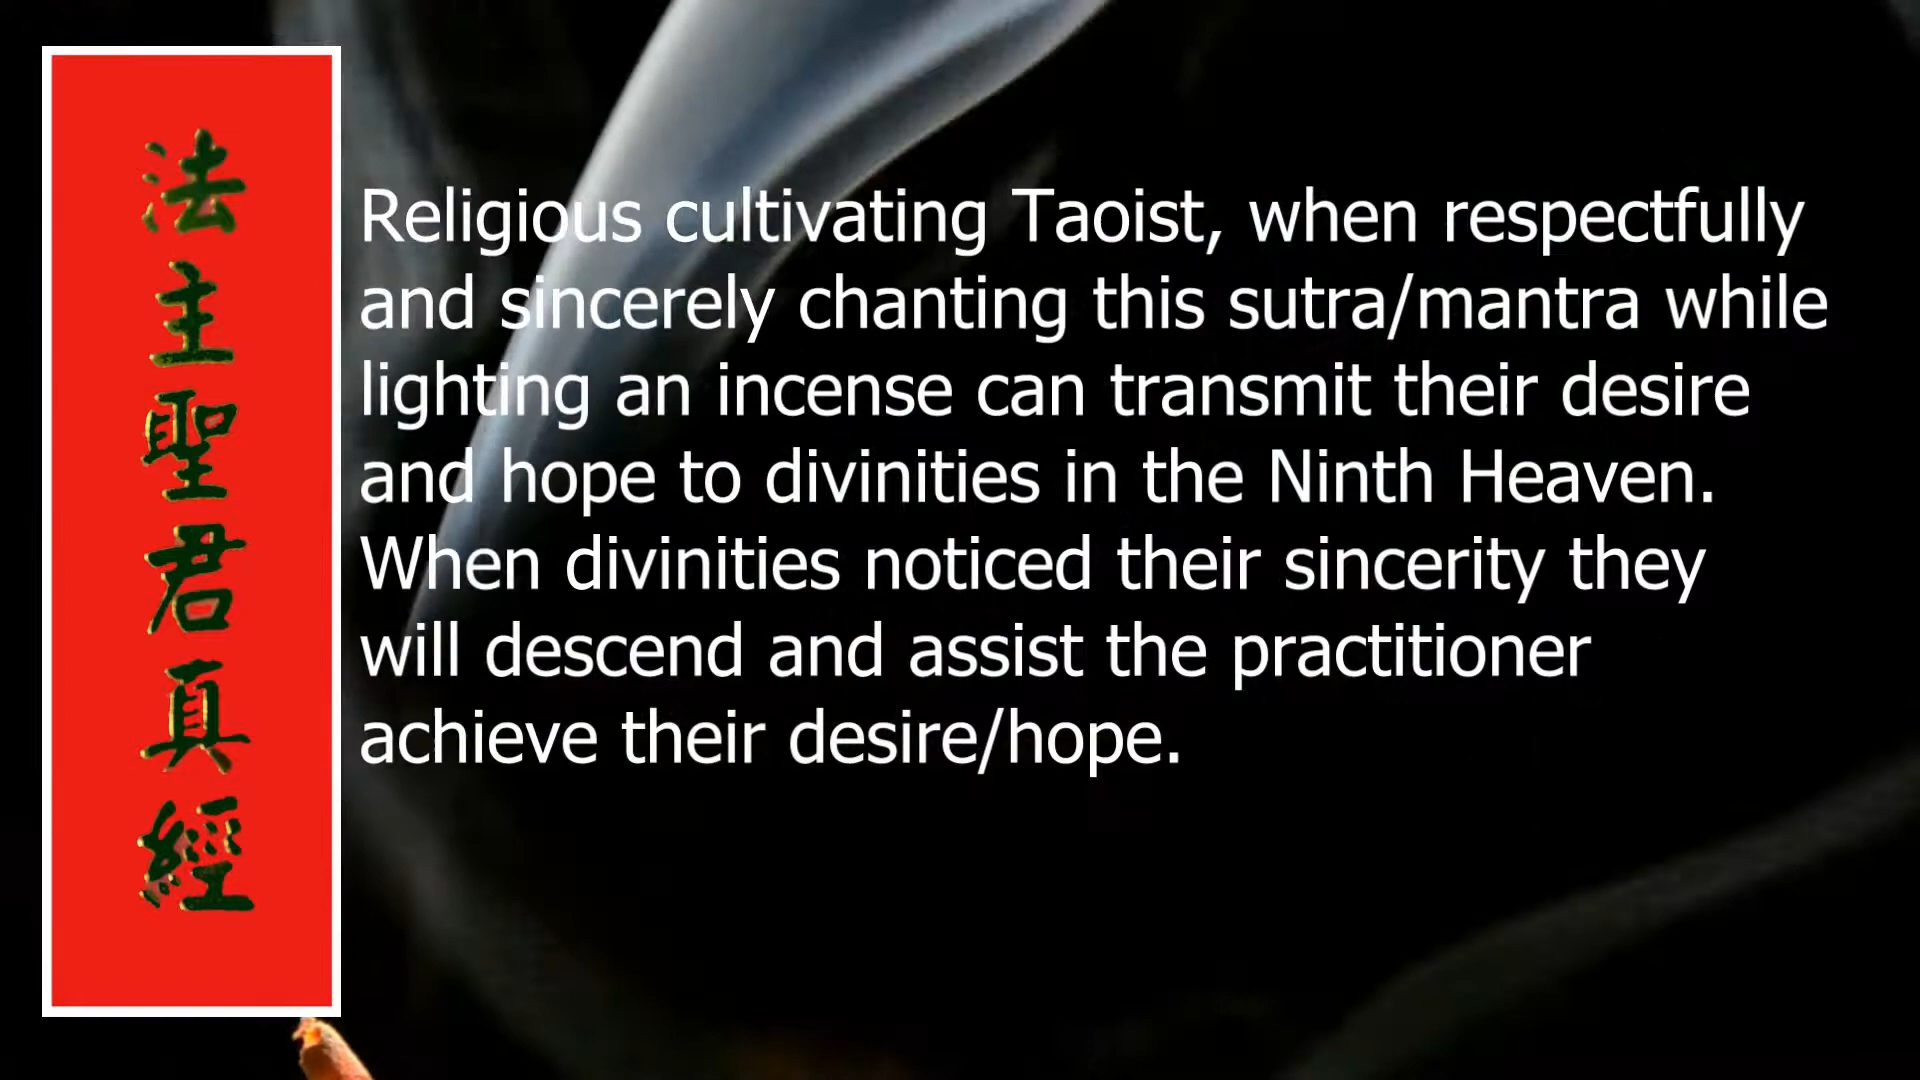 法主聖君真經
Religious cultivating Taoist, when respectfully
and sincerely chanting this sutra/mantra while
lighting an incense can transmit their desire
and hope to divinities in the Ninth Heaven.
When divinities noticed their sincerity they
will descend and assist the practitioner
achieve their desire/hope.